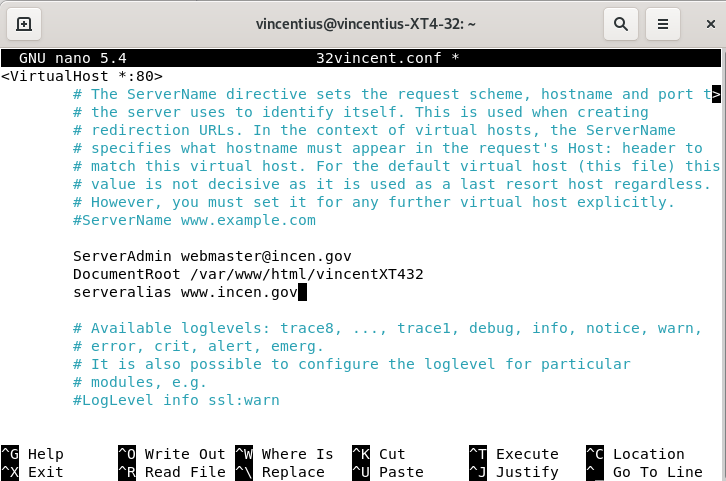 vincentius@vincentius-XT4-32: ~
GNU nano 5.4 32vincent.conf *
<VirtualHost *:80>
# The ServerName directive sets the request scheme, hostname and port t>
# the server uses to identify itself. This is used when creating
# redirection URLs. In the context of virtual hosts, the ServerName
# specifies what hostname must appear in the request's Host: header to
# match this virtual host. For the default virtual host (this file) this
# value is not decisive as it is used as a last resort host regardless.
# However, you must set it for any further virtual host explicitly.
#ServerName www.example.com
ServerAdmin webmaster@incen.gov
DocumentRoot /var/www/html/vincentXT432
serveralias www.incen.gov
# Available loglevels: trace8, ..., trace1, debug, info, notice, warn,
# error, crit, alert, emerg.
# It is also possible to configure the loglevel for particular
# modules, e.g.
#LogLevel info ssl:warn
^G Help ^O Write Out ^W Where Is ^K Cut ^T Execute ^C Location
^X Exit ^R Read File ^\ Replace ^U Paste ^J Justify ^_ Go To Line